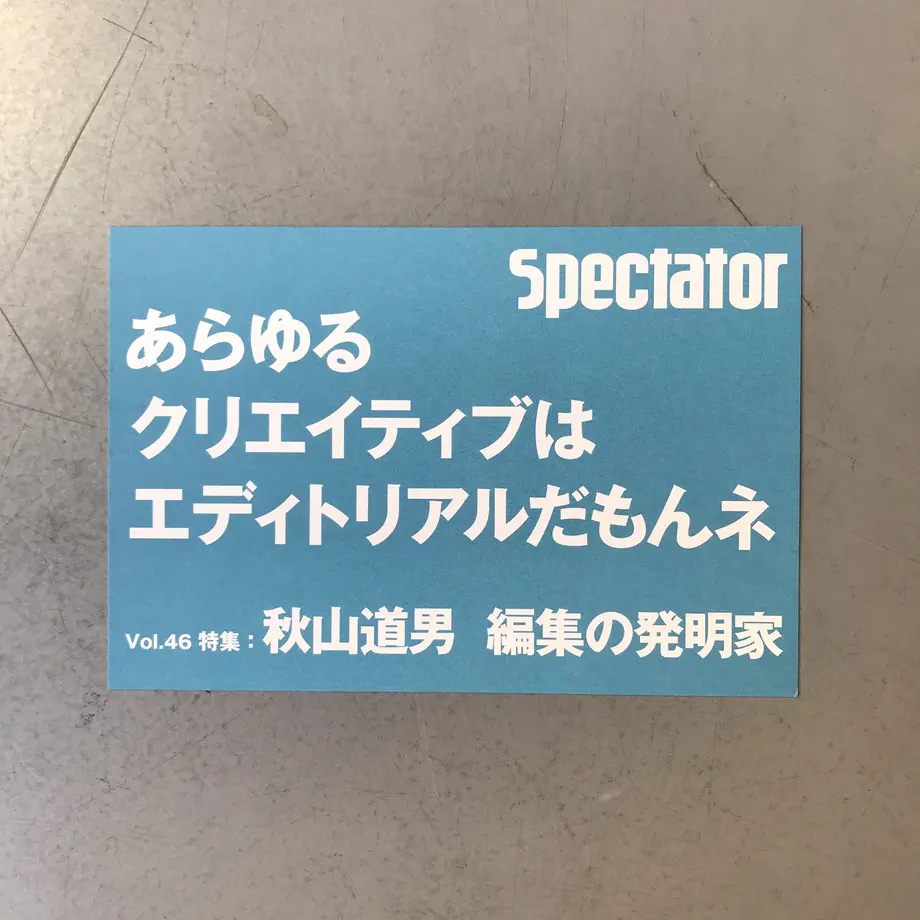 Spectator
あらゆる
クリエイティブは
エディトリアルだもんネ
Vol.46 特集：秋山道男 編集の発明家